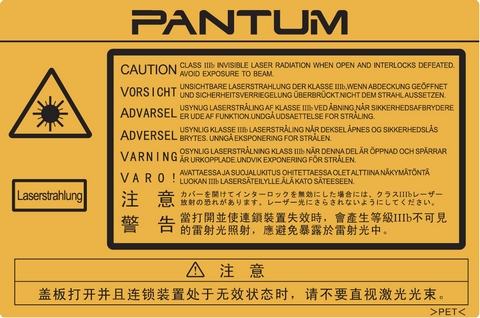 PANTUM
CAUTION CLASS IIIb INVISIBLE LASER RADIATION WHEN OPEN AND INTERLOCKS DEFEATED.
AVOID EXPOSURE TO BEAM.
VORSICHT UNSICHTBARE LASERSTRAHLUNG DER KLASSE IIIb,WENN ABDECKUNG GEÖFFNET
UND SICHERHEITSVERRIEGELUNG ÜBERBRÜCKT.NICHT DEM STRAHL AUSSETZEN.
ADVARSEL USYNUG LASERSTRÅLING AF KLASSE IIIb VED ÅBNING,NÅR SIKKERHEDSAFBRYDERE
ER UDE AF FUNKTION.UNDGÅ UDSAETTELSE FOR STRÅLING.
ADVERSEL USYNLIG KLASSE IIIb LASERSTRÅLING NÅR DEKSEL ÅPNES OG SIKKERHEDSLÅS
BRYTES. UNNGÅ EKSPONERING FOR STRÅLEN.
VARNING OSYNLIG LASERSTRÅLNING KLASS IIIb NÄR DENNA DEL ÄR ÖPPNAD OCH SPÄRRAR
ÄR URKOPPLADE.UNDVIK EXPONERING FÖR STRÅLEN.
VARO! AVATTAESSA JA SUOJALUKITUS OHITETTAESSA OLET ALTTIINA NÄKYMÄTÖNTÄ
LUOKAN IIIb LASERSÄTEILYLLE.ÄLÄ KATO SÄTEESEEN.
注意 カバーを開けてインターロックを無効にした場合には、クラスIIIbレーザー
放射の恐れがあります。レーザー光にさらされないようにしてください。
警告 當打開並使連鎖裝置失效時，會產生等級IIIb不可見
的雷射光照射，應避免暴露於雷射光中。
Laserstrahlung
注意
盖板打开并且连锁装置处于无效状态时，请不要直视激光光束。
>PET<